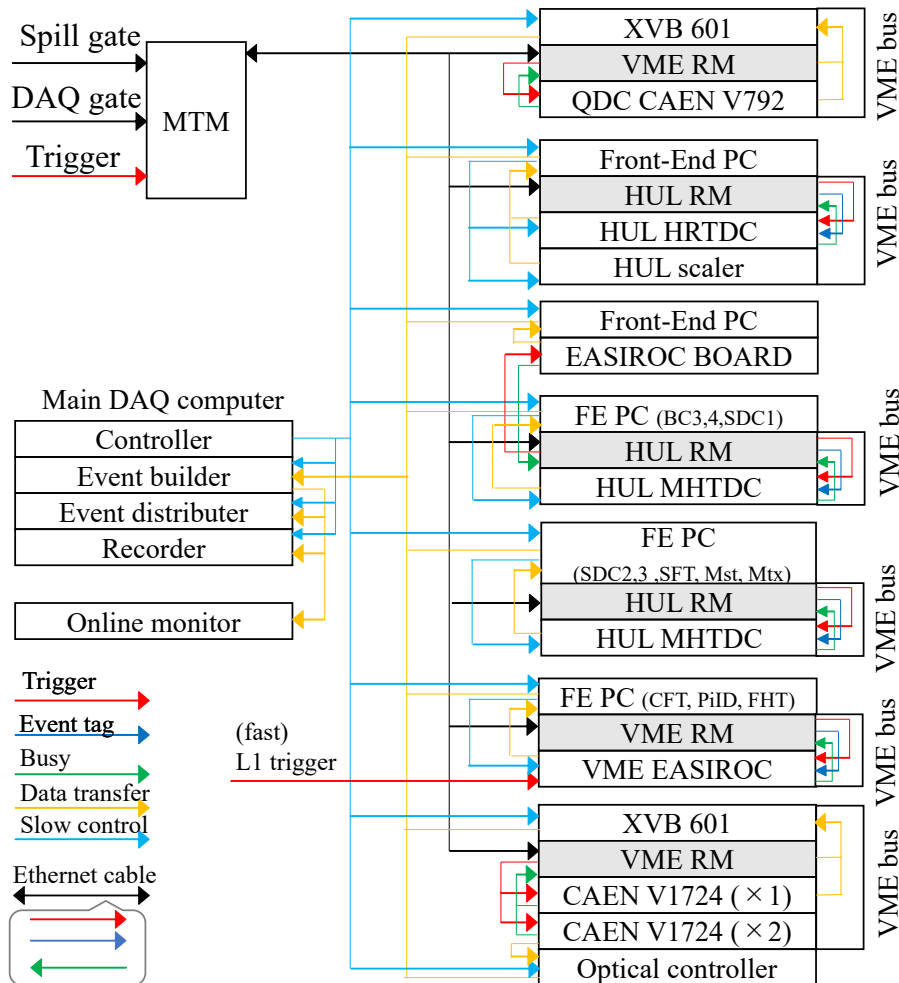 Spill gate
DAQ gate
Trigger
MTM
XVB 601
VME RM
QDC CAEN V792
VME bus
Front-End PC
HUL RM
HUL HRTDC
HUL scaler
VME bus
Front-End PC
EASIROC BOARD
Main DAQ computer
Controller
Event builder
Event distributer
Recorder
Online monitor
FE PC (BC3,4,SDC1)
HUL RM
HUL MHTDC
VME bus
FE PC
(SDC2,3 ,SFT, Mst, Mtx)
HUL RM
HUL MHTDC
VME bus
FE PC (CFT, PiID, FHT)
VME RM
VME EASIROC
VME bus
(fast)
L1 trigger
XVB 601
VME RM
CAEN V1724 (×1)
CAEN V1724 (×2)
Optical controller
VME bus
Trigger
Event tag
Busy
Data transfer
Slow control
Ethernet cable